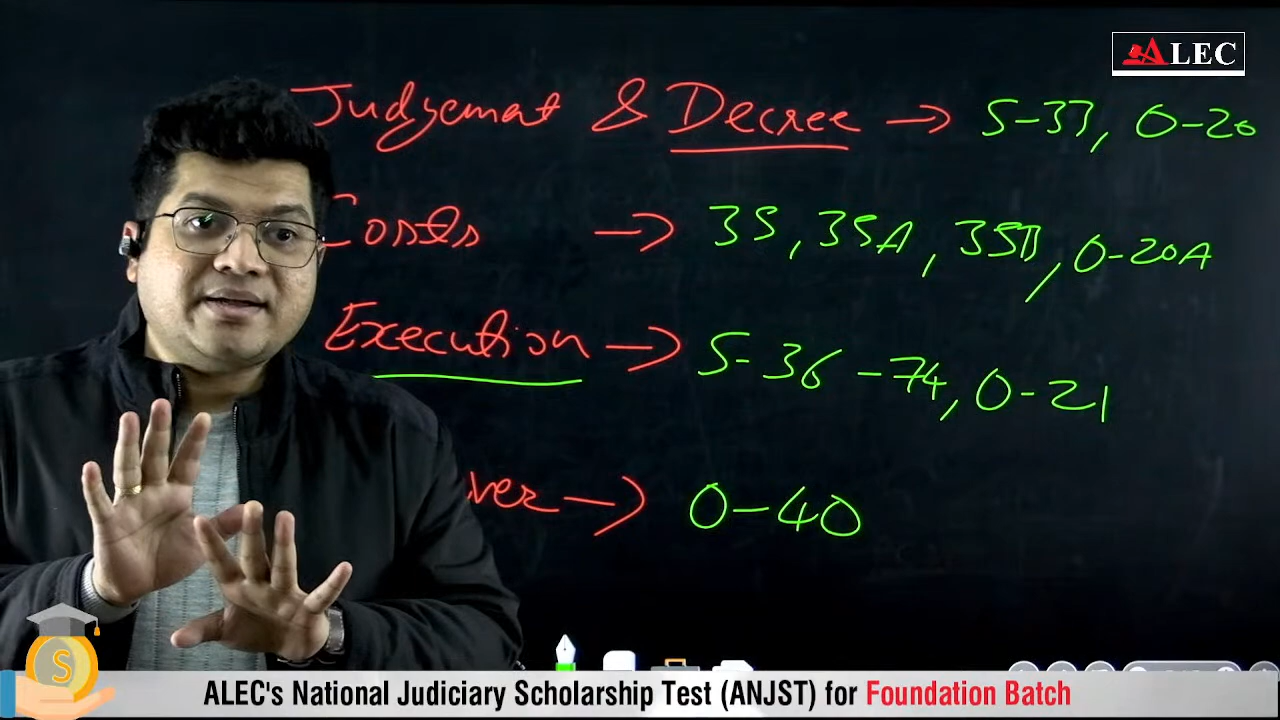 ALEC
Judgement & Decree → S-33, O-20
Costs → 35, 35A, 35B, O-20A
Execution → S-36-74, O-21
iver → O-40
ALEC's National Judiciary Scholarship Test (ANJST) for Foundation Batch